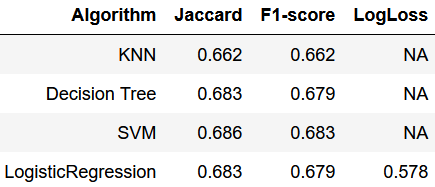 Algorithm Jaccard F1-score LogLoss
KNN 0.662 0.662 NA
Decision Tree 0.683 0.679 NA
SVM 0.686 0.683 NA
LogisticRegression 0.683 0.679 0.578